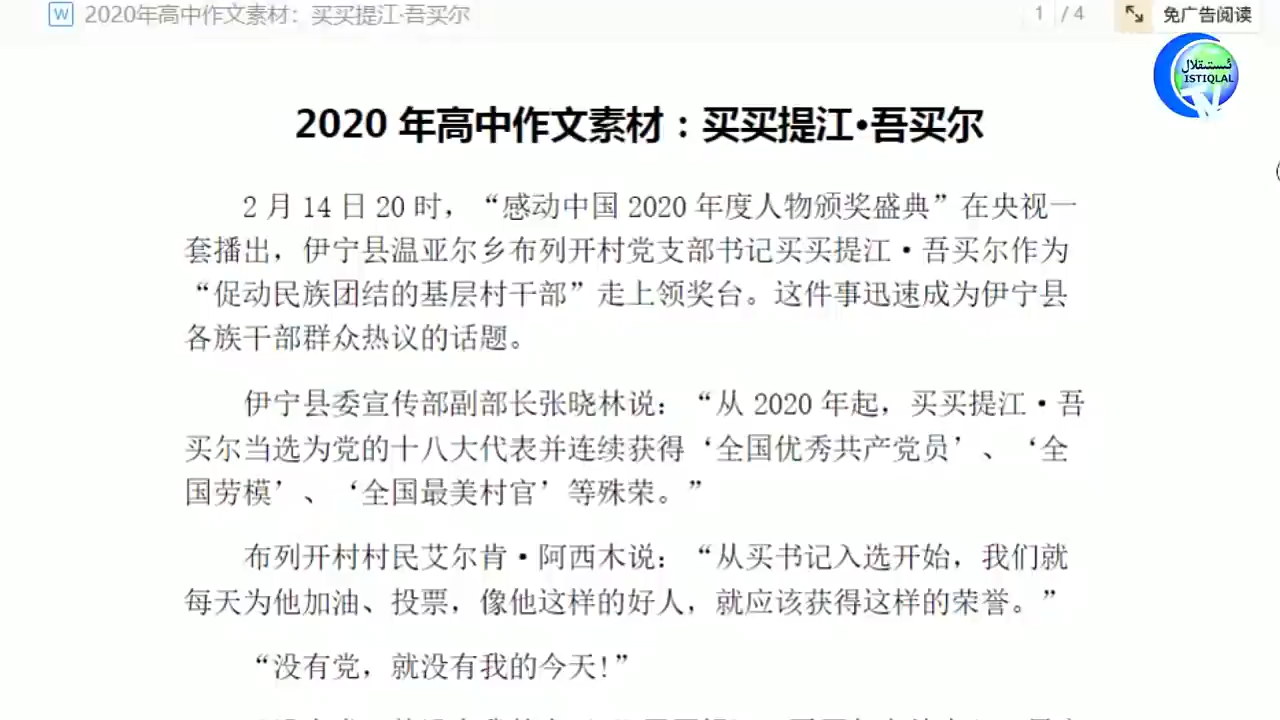 2020年高中作文素材：买买提江·吾买尔
1 / 4
免广告阅读
ئىستىقلال
ISTIQLAL
2020 年高中作文素材：买买提江•吾买尔
2 月 14 日 20 时，“感动中国 2020 年度人物颁奖盛典”在央视一
套播出，伊宁县温亚尔乡布列开村党支部书记买买提江·吾买尔作为
“促动民族团结的基层村干部”走上领奖台。这件事迅速成为伊宁县
各族干部群众热议的话题。
伊宁县委宣传部副部长张晓林说：“从 2020 年起，买买提江·吾
买尔当选为党的十八大代表并连续获得‘全国优秀共产党员’、‘全
国劳模’、‘全国最美村官’等殊荣。”
布列开村村民艾尔肯·阿西木说：“从买书记入选开始，我们就
每天为他加油、投票，像他这样的好人，就应该获得这样的荣誉。”
“没有党，就没有我的今天!”